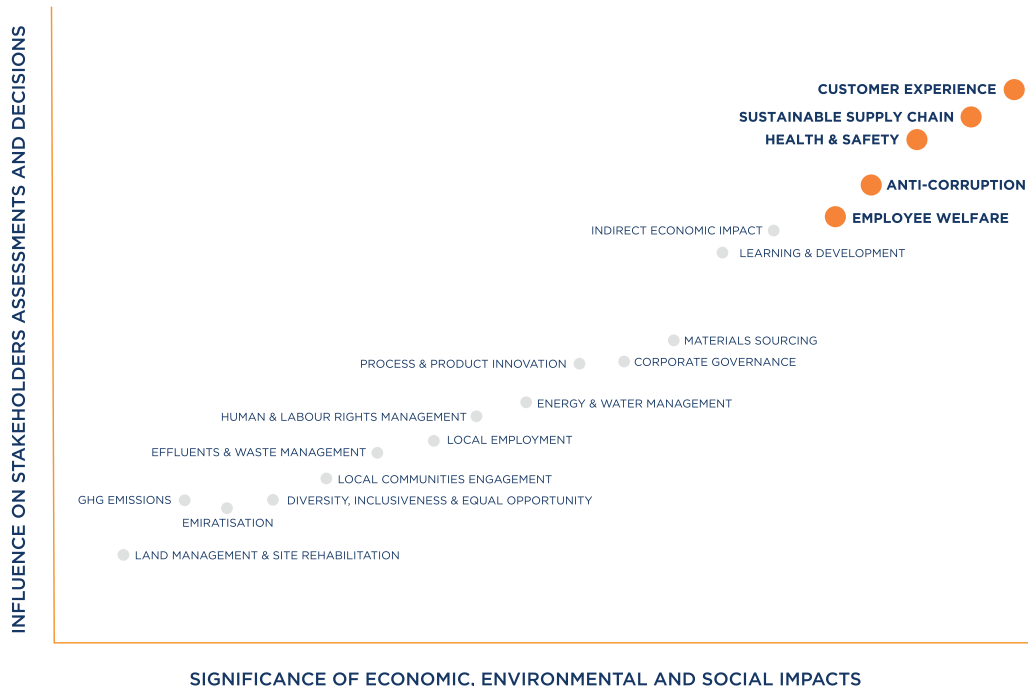 INFLUENCE ON STAKEHOLDERS ASSESSMENTS AND DECISIONS
CUSTOMER EXPERIENCE
SUSTAINABLE SUPPLY CHAIN
HEALTH & SAFETY
ANTI-CORRUPTION
EMPLOYEE WELFARE
INDIRECT ECONOMIC IMPACT
LEARNING & DEVELOPMENT
MATERIALS SOURCING
PROCESS & PRODUCT INNOVATION
CORPORATE GOVERNANCE
ENERGY & WATER MANAGEMENT
HUMAN & LABOUR RIGHTS MANAGEMENT
LOCAL EMPLOYMENT
EFFLUENTS & WASTE MANAGEMENT
LOCAL COMMUNITIES ENGAGEMENT
GHG EMISSIONS
DIVERSITY, INCLUSIVENESS & EQUAL OPPORTUNITY
EMIRATISATION
LAND MANAGEMENT & SITE REHABILITATION
SIGNIFICANCE OF ECONOMIC, ENVIRONMENTAL AND SOCIAL IMPACTS